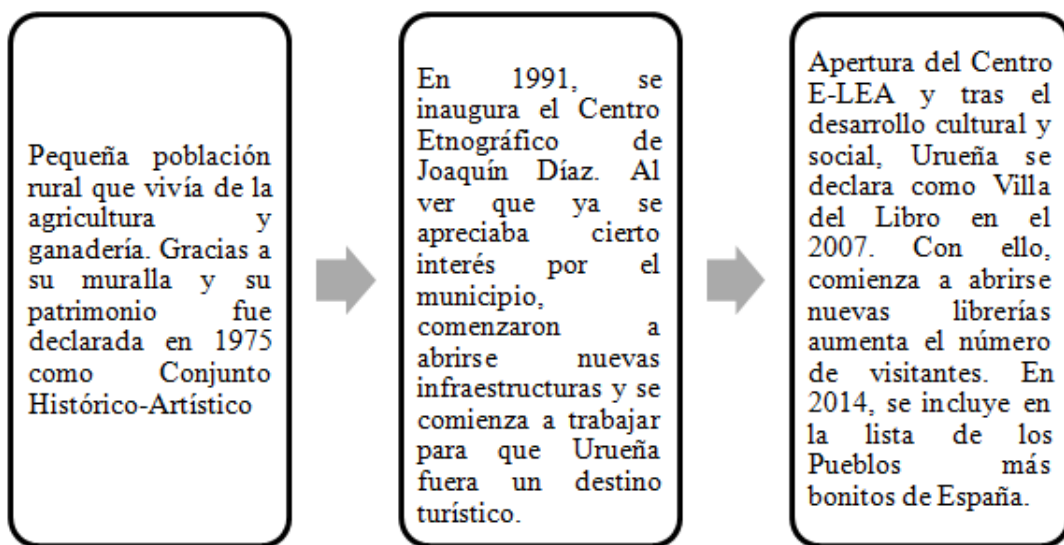 Pequeña población
rural que vivía de la
agricultura y
ganadería. Gracias a
su muralla y su
patrimonio fue
declarada en 1975
como Conjunto
Histórico-Artístico
En 1991, se
inaugura el Centro
Etnográfico de
Joaquín Díaz. Al
ver que ya se
apreciaba cierto
interés por el
municipio,
comenzaron a
abrirse nuevas
infraestructuras y se
comienza a trabajar
para que Urueña
fuera un destino
turístico.
Apertura del Centro
E-LEA y tras el
desarrollo cultural y
social, Urueña se
declara como Villa
del Libro en el
2007. Con ello,
comienza a abrirse
nuevas librerías
aumenta el número
de visitantes. En
2014, se incluye en
la lista de los
Pueblos más
bonitos de España.